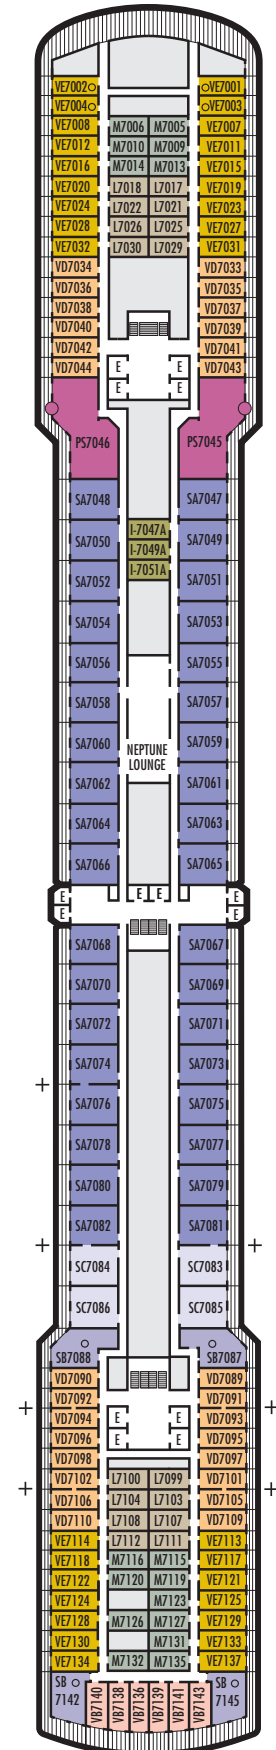 VE7002 VE7001
VE7004 VE7003
VE7008 M7006 M7005 VE7007
VE7012 M7010 M7009 VE7011
VE7016 M7014 M7013 VE7015
VE7020 L7018 L7017 VE7019
VE7024 L7022 L7021 VE7023
VE7028 L7026 L7025 VE7027
VE7032 L7030 L7029 VE7031
VD7034 VD7033
VD7036 VD7035
VD7038 VD7037
VD7040 VD7039
VD7042 VD7041
VD7044 E E VD7043
E E
PS7046 PS7045
SA7048 SA7047
I-7047A
SA7050 I-7049A SA7049
SA7052 I-7051A SA7051
SA7054 SA7053
SA7056 SA7055
SA7058 SA7057
SA7060 SA7059
NEPTUNE
LOUNGE
SA7062 SA7061
SA7064 SA7063
SA7066 SA7065
E E E E
E E
SA7068 SA7067
SA7070 SA7069
SA7072 SA7071
SA7074 SA7073
SA7076 SA7075
SA7078 SA7077
SA7080 SA7079
SA7082 SA7081
SC7084 SC7083
SC7086 SC7085
SB7088 SB7087
VD7090 VD7089
VD7092 VD7091
VD7094 E E VD7093
VD7096 E E VD7095
VD7098 VD7097
VD7102 L7100 L7099 VD7101
VD7106 L7104 L7103 VD7105
VD7110 L7108 L7107 VD7109
VE7114 L7112 L7111 VE7113
VE7118 M7116 M7115 VE7117
VE7122 M7120 M7119 VE7121
VE7124 M7123 VE7125
VE7128 M7126 M7127 VE7129
VE7130 M7131 VE7133
VE7134 M7132 M7135 VE7137
SB
7142 VB7140 VB7138 VB7136 VB7139 VB7141 VB7143 SB
7145